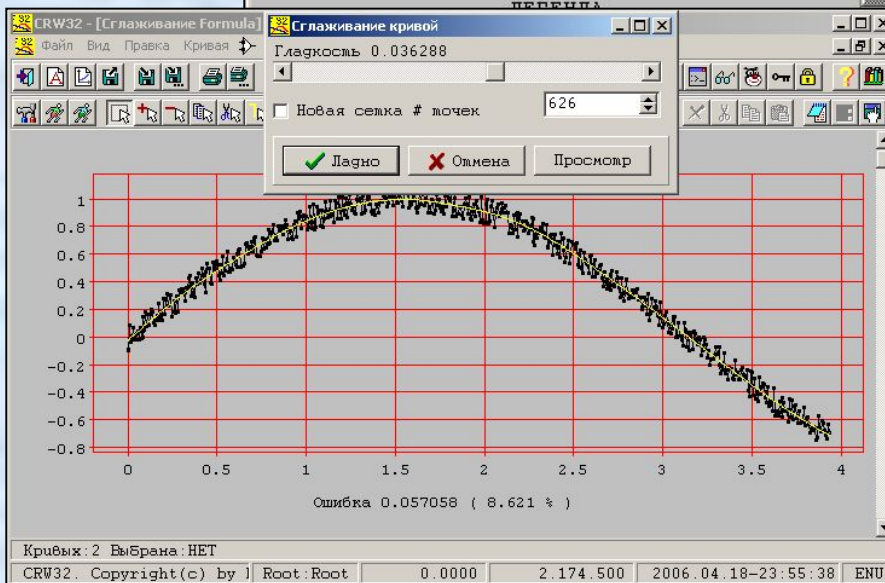 ЛЕГЕНДА
CRW32 - [Сглаживание Formula]
Файл Вид Правка Кривая
Сглаживание кривой
Гладкость 0.036288
Новая сетка # точек 626
Ладно Отмена Просмотр
1
0.8
0.6
0.4
0.2
0
-0.2
-0.4
-0.6
-0.8
0 0.5 1 1.5 2 2.5 3 3.5 4
Ошибка 0.057058 ( 8.621 % )
Кривых:2 Выбрана:НЕТ
CRW32. Copyright(c) by Root:Root 0.0000 2.174.500 2006.04.18-23:55:38 ENU